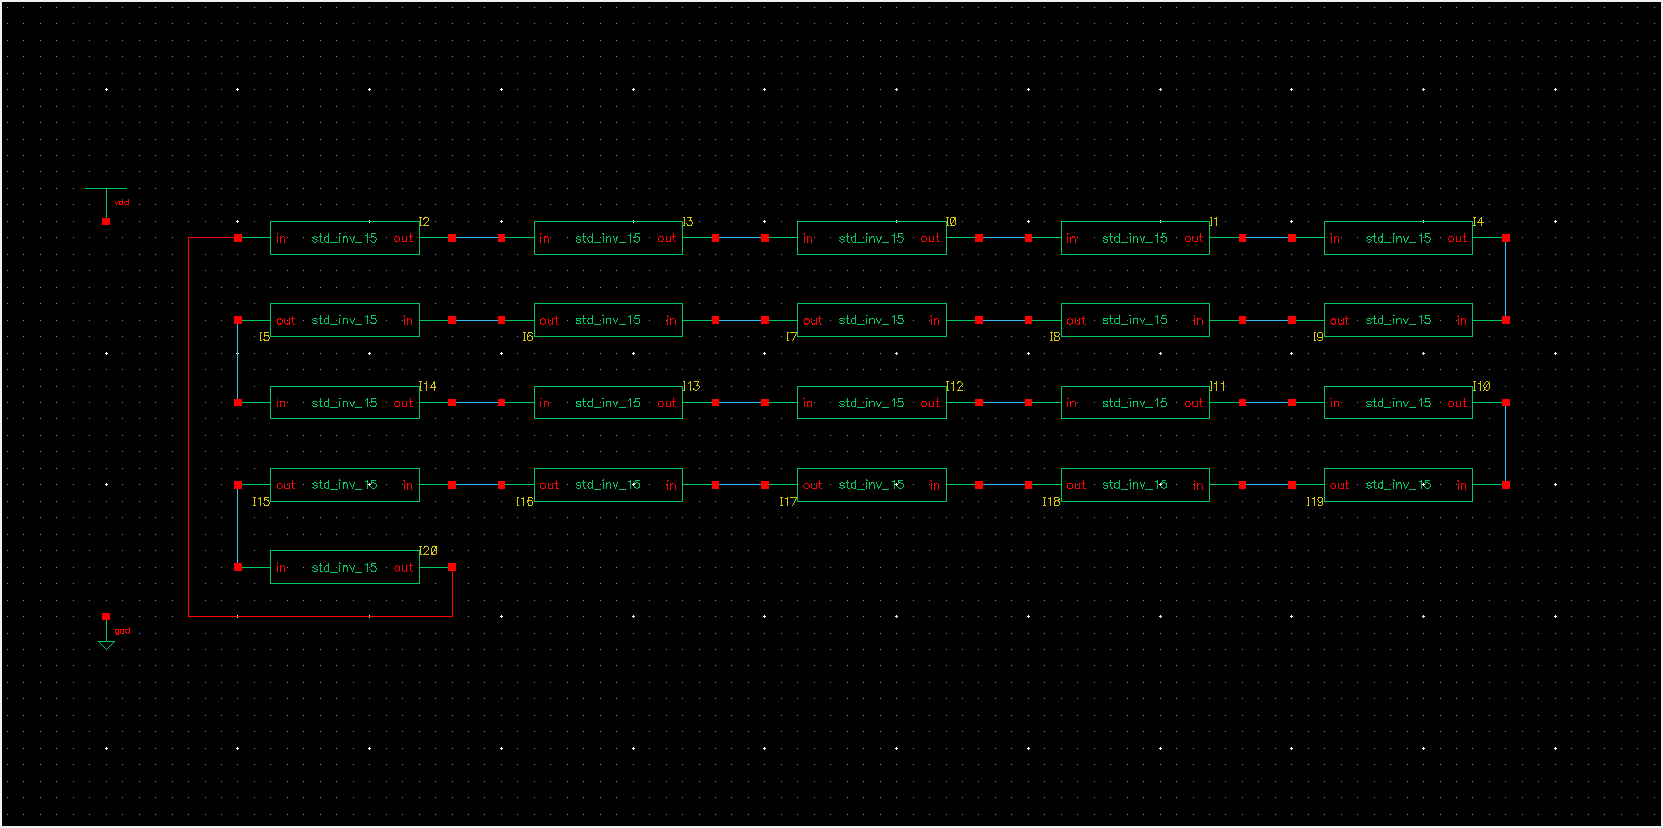 vdd
I2 I3 I0 I1 I4
in std_inv_15 out in std_inv_15 out in std_inv_15 out in std_inv_15 out in std_inv_15 out
out std_inv_15 in out std_inv_15 in out std_inv_15 in out std_inv_15 in out std_inv_15 in
I5 I6 I7 I8 I9
I14 I13 I12 I11 I10
in std_inv_15 out in std_inv_15 out in std_inv_15 out in std_inv_15 out in std_inv_15 out
out std_inv_15 in out std_inv_15 in out std_inv_15 in out std_inv_15 in out std_inv_15 in
I15 I16 I17 I18 I19
I20
in std_inv_15 out
gnd